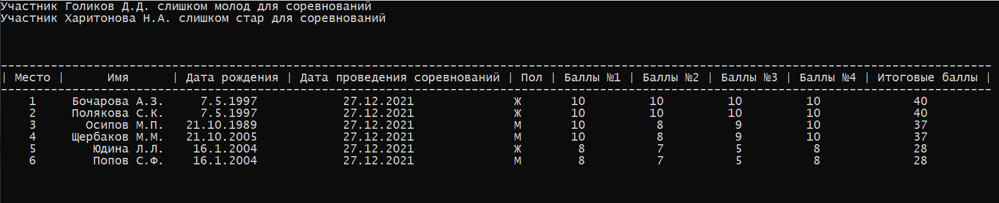 Участник Голиков Д.Д. слишком молод для соревнований
Участник Харитонова Н.А. слишком стар для соревнований
-------------------------------------------------------------------------------------------------------------------------------------------
| Место |      Имя      | Дата рождения | Дата проведения соревнований | Пол | Баллы №1 | Баллы №2 | Баллы №3 | Баллы №4 | Итоговые баллы |
-------------------------------------------------------------------------------------------------------------------------------------------
    1     Бочарова А.З.     7.5.1997            27.12.2021              Ж       10         10         10         10             40
    2     Полякова С.К.     7.5.1997            27.12.2021              Ж       10         10         10         10             40
    3       Осипов М.П.   21.10.1989            27.12.2021              М       10          8          9         10             37
    4     Щербаков М.М.   21.10.2005            27.12.2021              М       10          8          9         10             37
    5        Юдина Л.Л.    16.1.2004            27.12.2021              Ж        8          7          5          8             28
    6        Попов С.Ф.    16.1.2004            27.12.2021              М        8          7          5          8             28